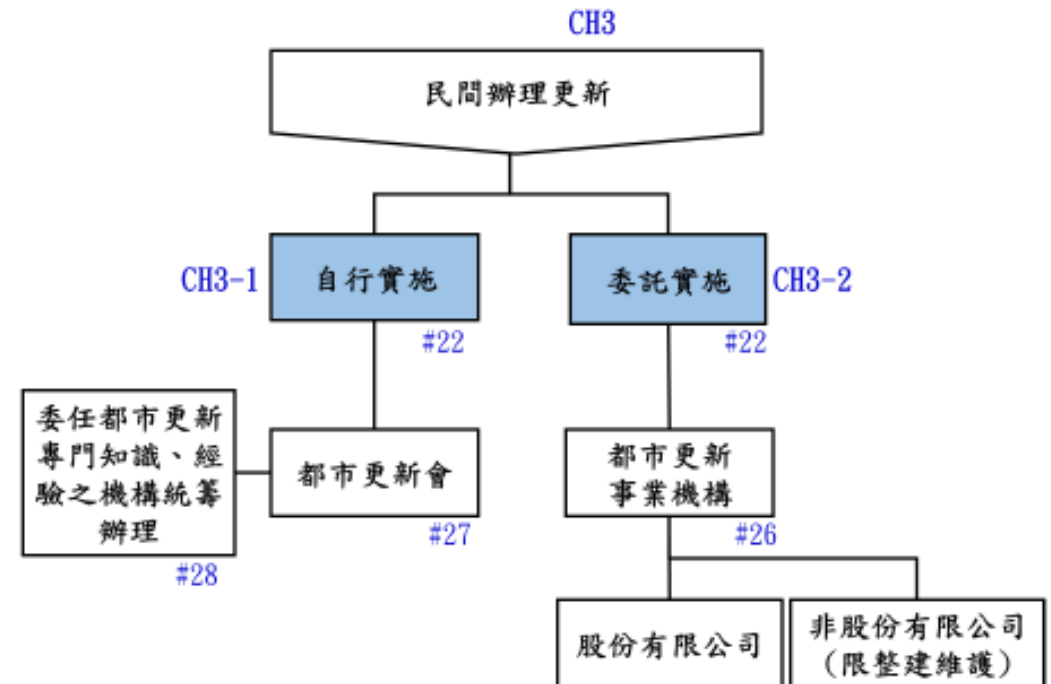 CH3
民間辦理更新
CH3-1
自行實施
委託實施
CH3-2
#22
#22
委任都市更新
專門知識、經
驗之機構統籌
辦理
都市更新會
都市更新
事業機構
#28
#27
#26
股份有限公司
非股份有限公司
(限整建維護)